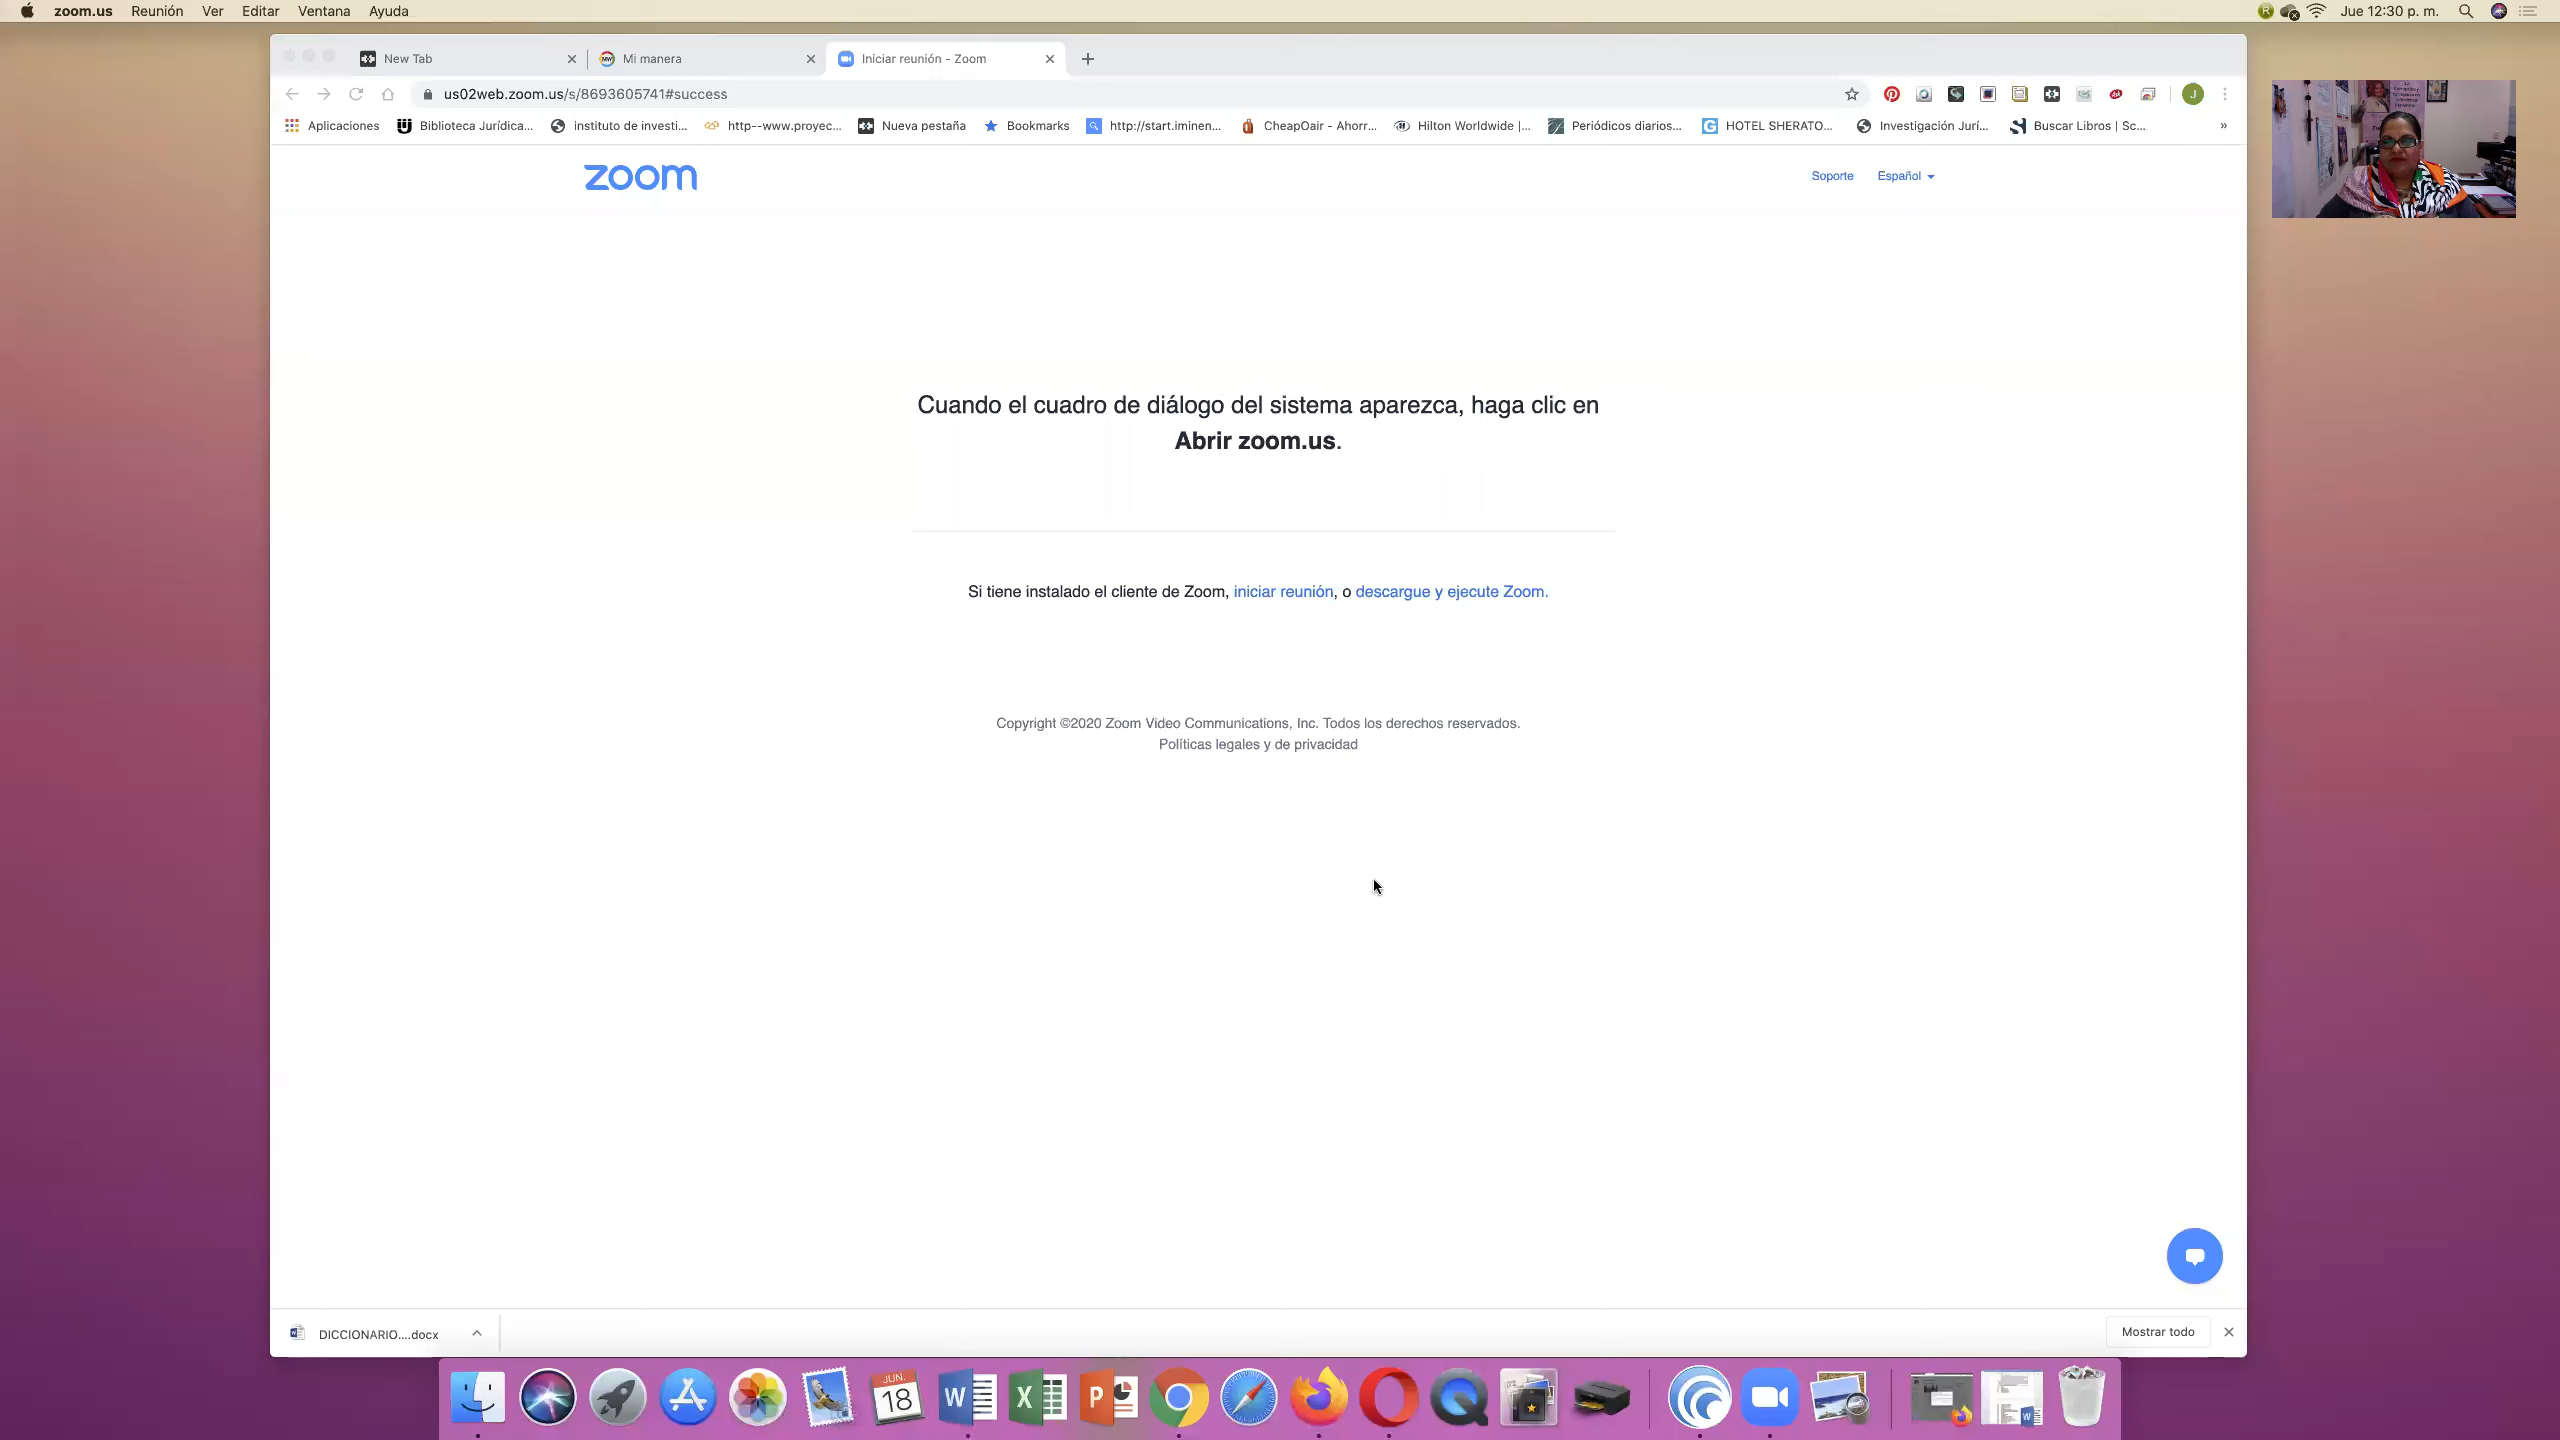 zoom.us Reunión Ver Editar Ventana Ayuda
Jue 12:30 p. m.
New Tab
Mi manera
Iniciar reunión - Zoom
us02web.zoom.us/s/8693605741#success
J
Aplicaciones
Biblioteca Jurídica...
instituto de investi...
http--www.proyec...
Nueva pestaña
Bookmarks
http://start.iminen...
CheapOair - Ahorr...
Hilton Worldwide |...
Periódicos diarios...
HOTEL SHERATO...
Investigación Jurí...
Buscar Libros | Sc...
»
zoom
Soporte
Español
Cuando el cuadro de diálogo del sistema aparezca, haga clic en
Abrir zoom.us.
Si tiene instalado el cliente de Zoom, iniciar reunión, o descargue y ejecute Zoom.
Copyright ©2020 Zoom Video Communications, Inc. Todos los derechos reservados.
Políticas legales y de privacidad
DICCIONARIO....docx
Mostrar todo
JUN.
18
W
X
P